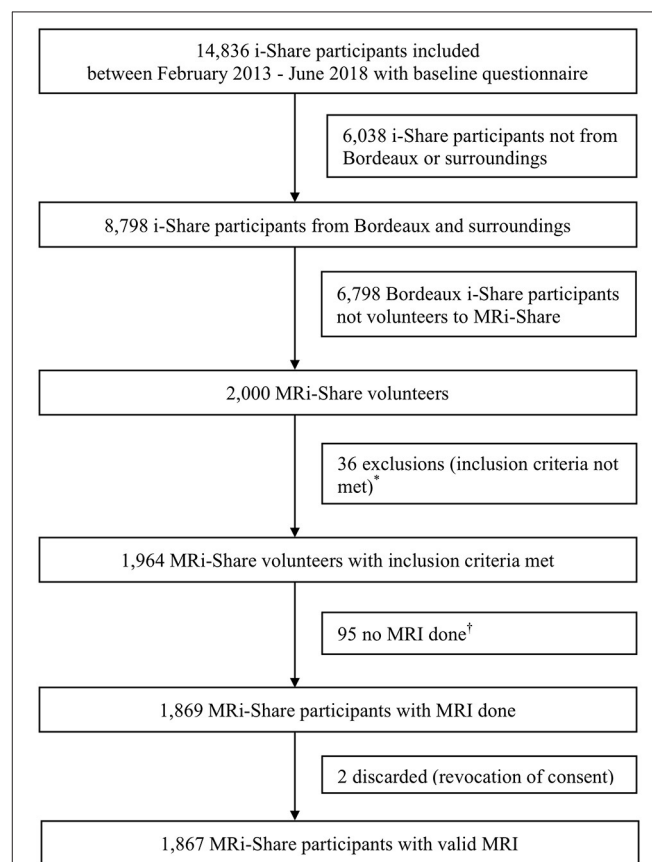 14,836 i-Share participants included
between February 2013 - June 2018 with baseline questionnaire
6,038 i-Share participants not from
Bordeaux or surroundings
8,798 i-Share participants from Bordeaux and surroundings
6,798 Bordeaux i-Share participants
not volunteers to MRi-Share
2,000 MRi-Share volunteers
36 exclusions (inclusion criteria not
met)*
1,964 MRi-Share volunteers with inclusion criteria met
95 no MRI done†
1,869 MRi-Share participants with MRI done
2 discarded (revocation of consent)
1,867 MRi-Share participants with valid MRI